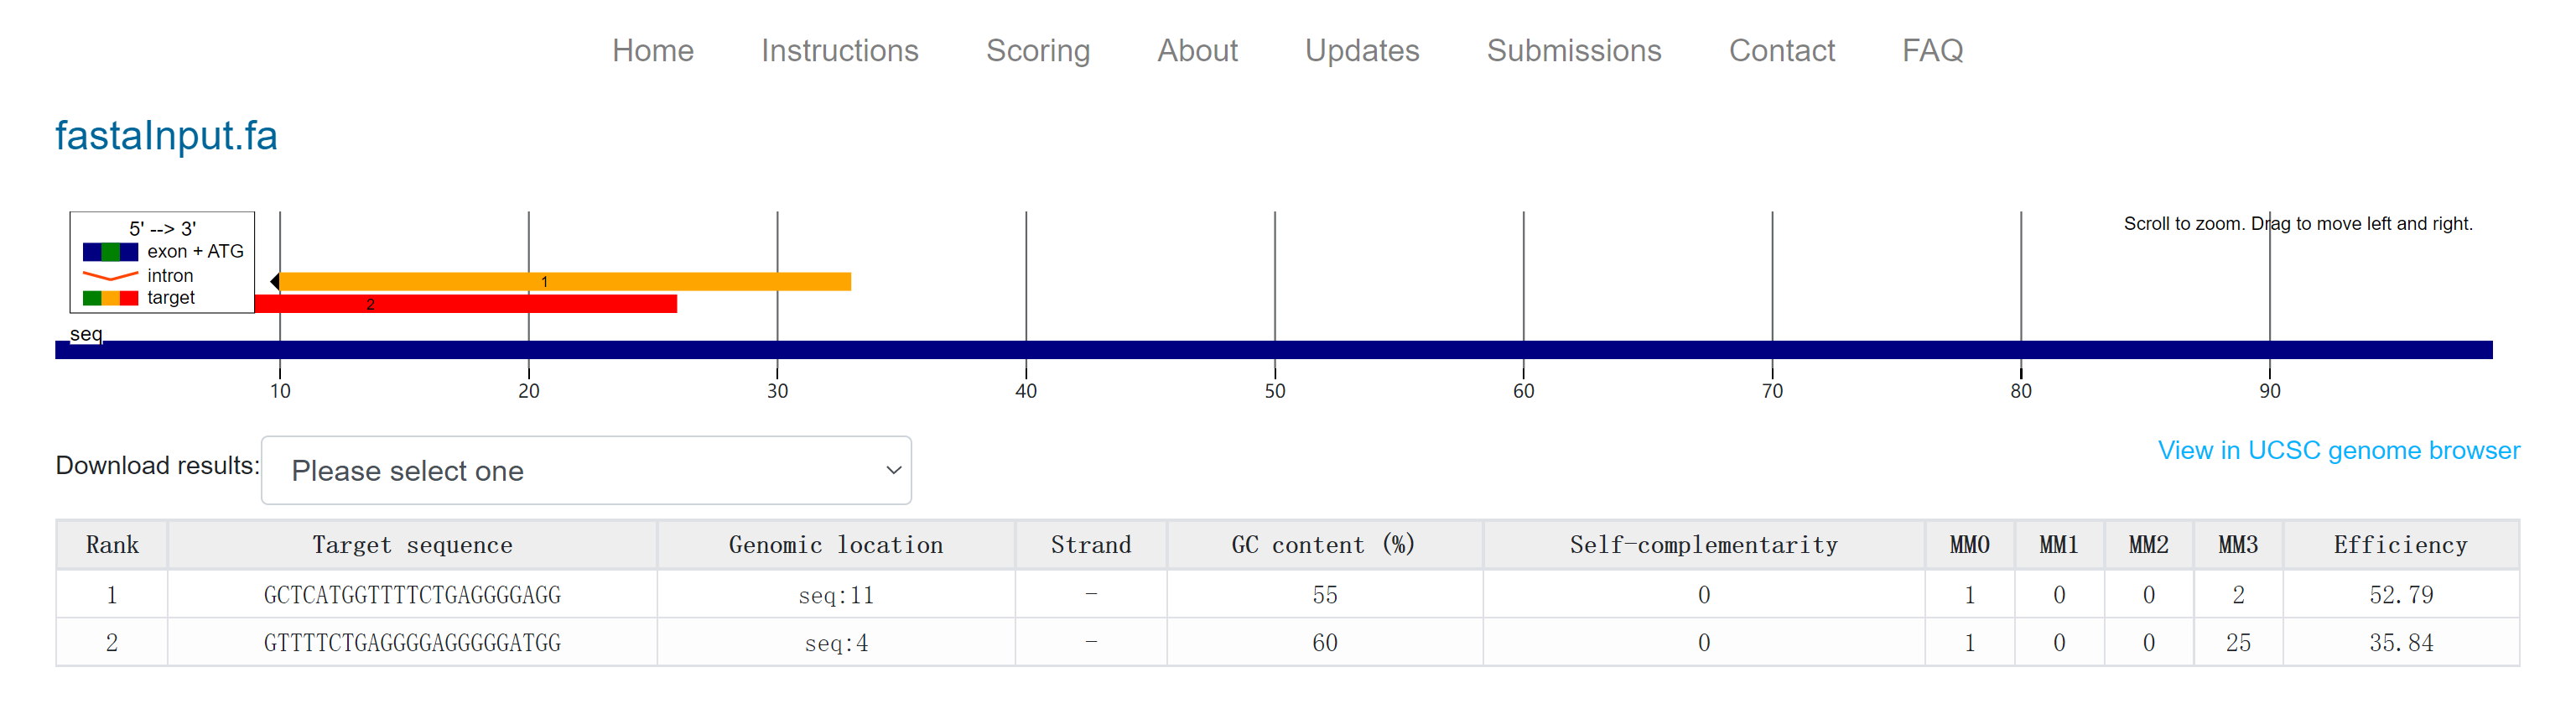 Home Instructions Scoring About Updates Submissions Contact FAQ
fastaInput.fa
5' --> 3'
exon + ATG
intron
target
Scroll to zoom. Drag to move left and right.
1
2
seq
10 20 30 40 50 60 70 80 90
Download results: Please select one
View in UCSC genome browser
Rank Target sequence Genomic location Strand GC content (%) Self-complementarity MM0 MM1 MM2 MM3 Efficiency
1 GCTCATGGTTTTCTGAGGGGAGG seq:11 - 55 0 1 0 0 2 52.79
2 GTTTTCTGAGGGGAGGGGGATGG seq:4 - 60 0 1 0 0 25 35.84